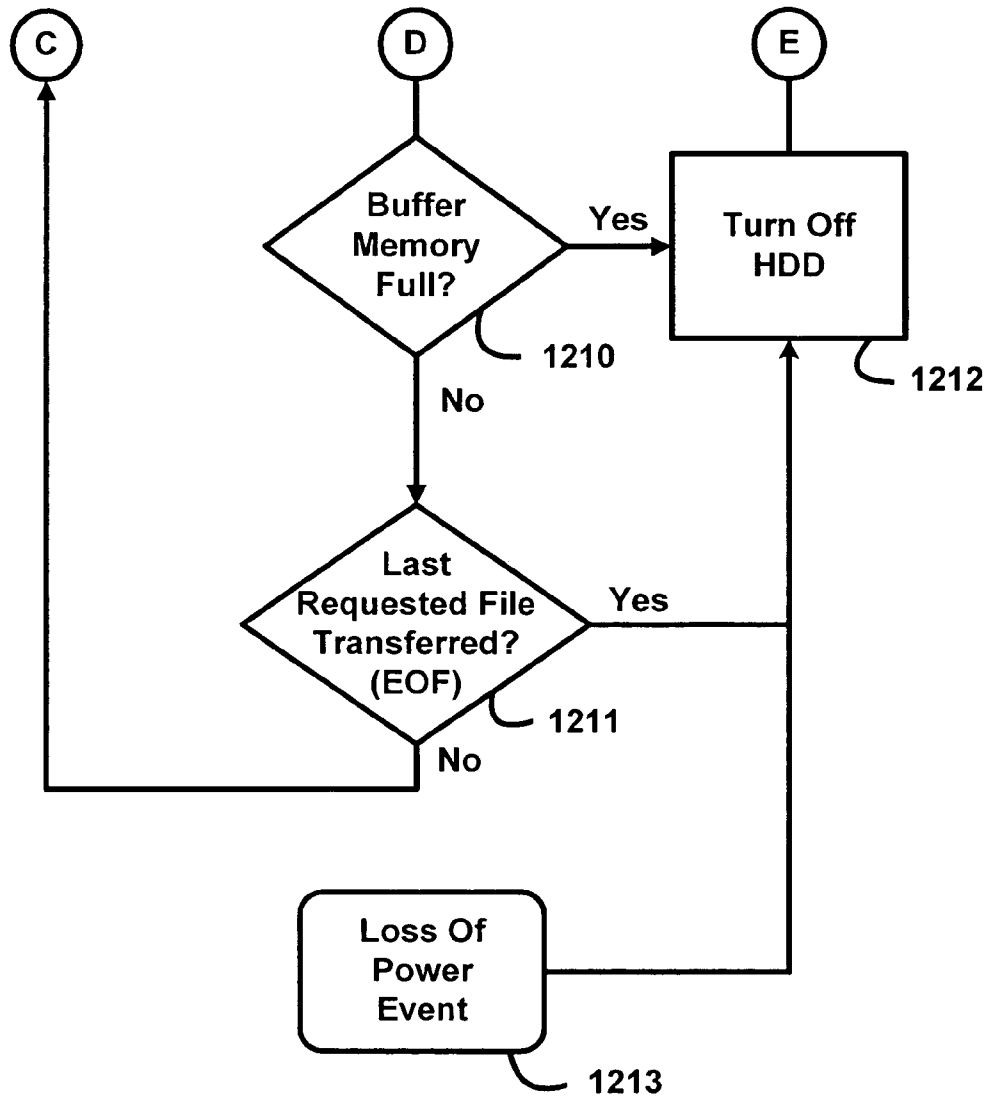 C
D
E
Buffer
Memory
Full?
Yes
Turn Off
HDD
1210
1212
No
Last
Requested File
Transferred?
(EOF)
Yes
1211
No
Loss Of
Power
Event
1213